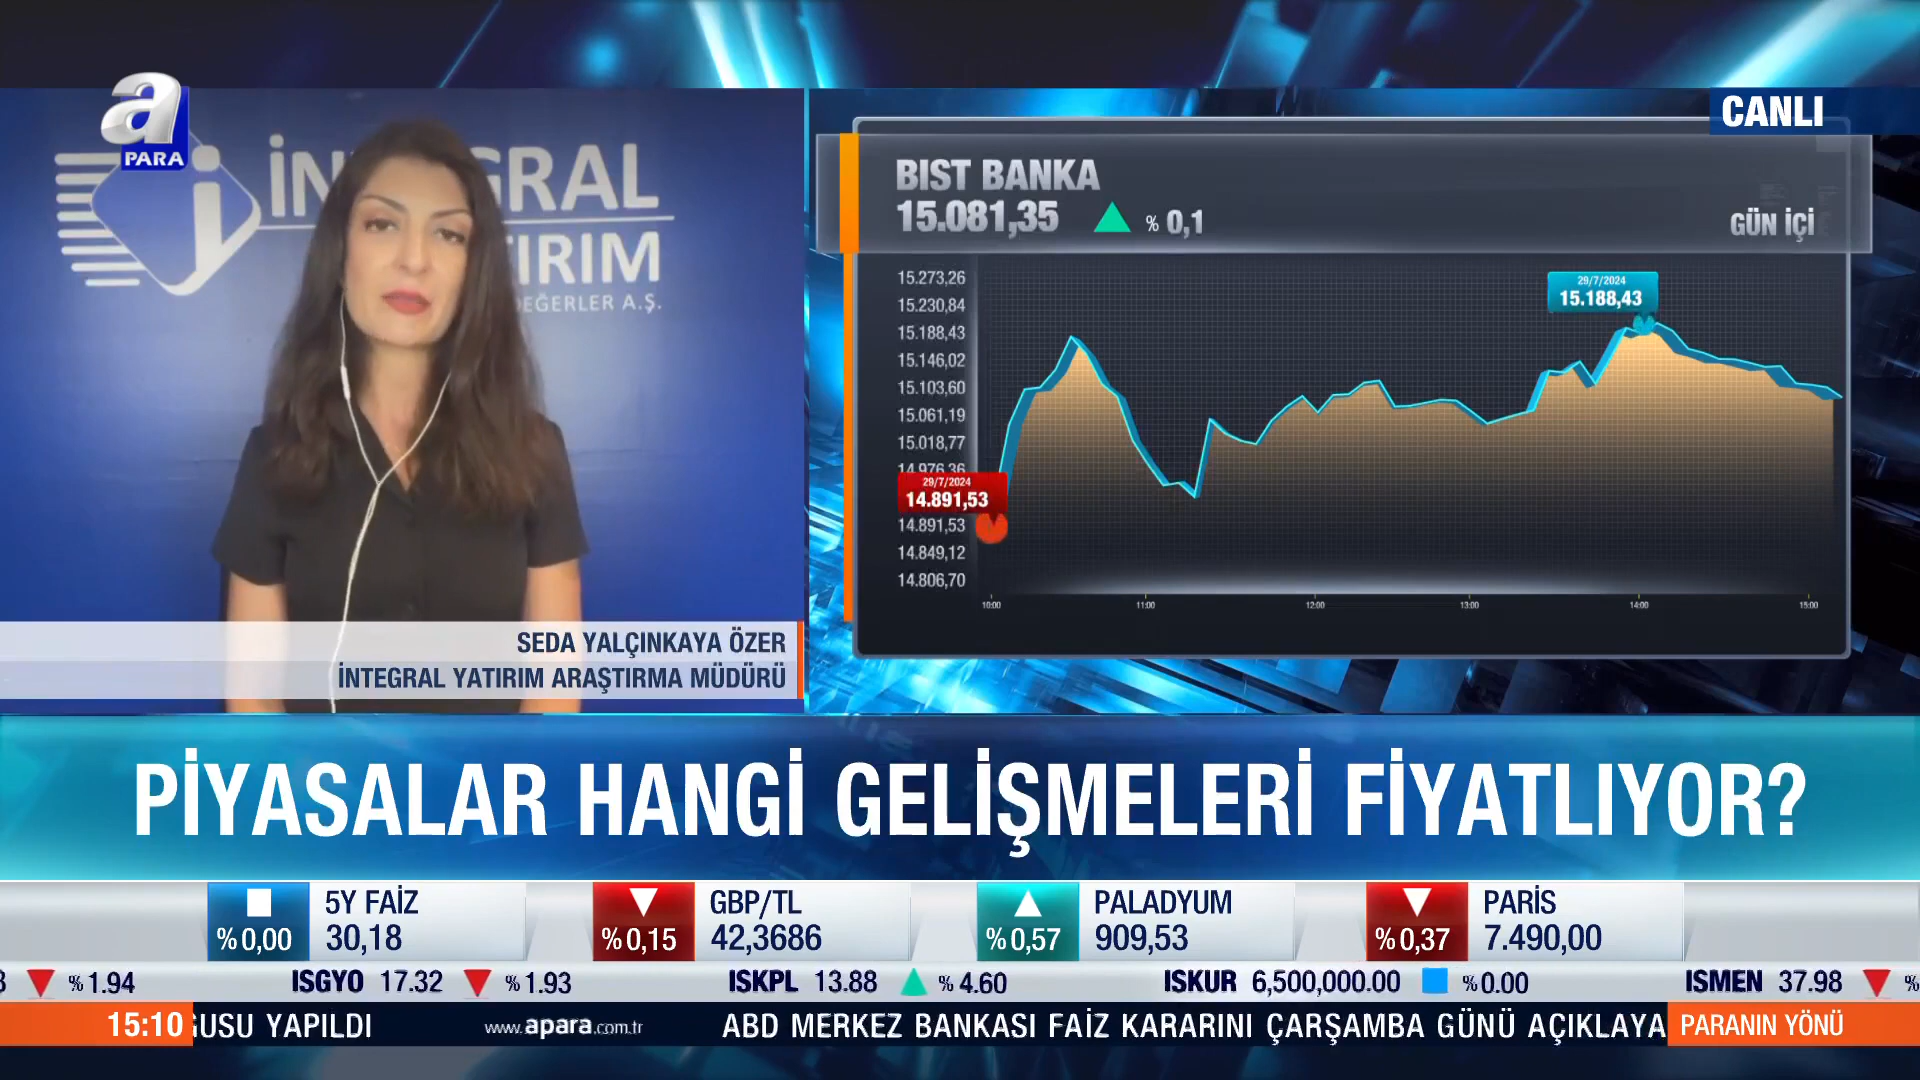 a
PARA
İNTEGRAL
TIRIM
DEĞERLER A.Ş.
CANLI
BIST BANKA
15.081,35 % 0,1
GÜN İÇİ
15.273,26
15.230,84
15.188,43
15.146,02
15.103,60
15.061,19
15.018,77
14.976,36
14.891,53
14.849,12
14.806,70
29/7/2024
14.891,53
29/7/2024
15.188,43
10:00 11:00 12:00 13:00 14:00 15:00
SEDA YALÇINKAYA ÖZER
İNTEGRAL YATIRIM ARAŞTIRMA MÜDÜRÜ
PİYASALAR HANGİ GELİŞMELERİ FİYATLIYOR?
%0,00 5Y FAİZ 30,18
%0,15 GBP/TL 42,3686
%0,57 PALADYUM 909,53
%0,37 PARİS 7.490,00
%1.94 ISGYO 17.32 %1.93 ISKPL 13.88 %4.60 ISKUR 6,500,000.00 %0.00 ISMEN 37.98 %
15:10 GUSU YAPILDI www.apara.com.tr ABD MERKEZ BANKASI FAİZ KARARINI ÇARŞAMBA GÜNÜ AÇIKLAYA PARANIN YÖNÜ